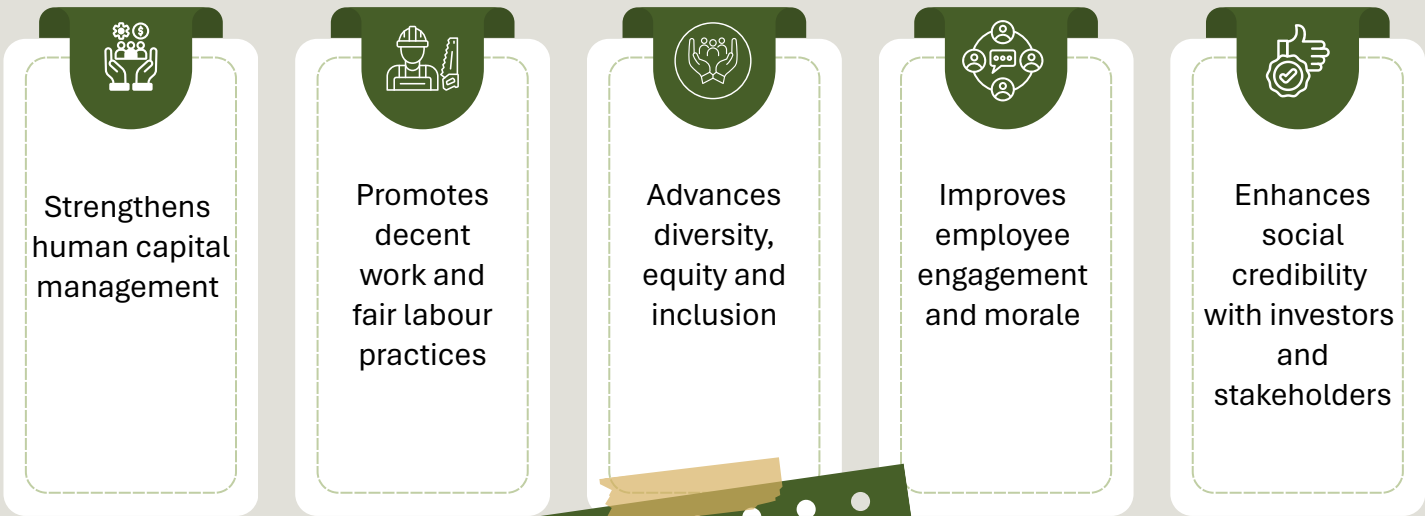 Strengthens
human capital
management
Promotes
decent
work and
fair labour
practices
Advances
diversity,
equity and
inclusion
Improves
employee
engagement
and morale
Enhances
social
credibility
with investors
and
stakeholders